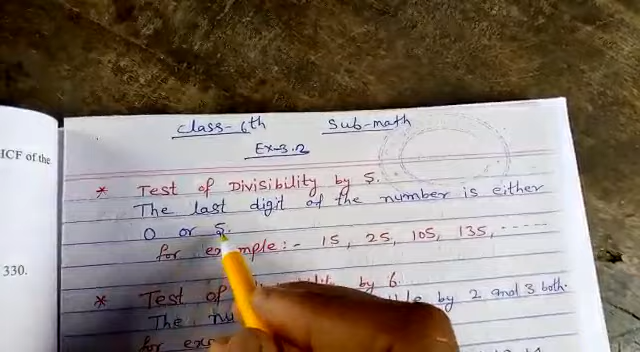 ICF of the
330.
Class-6th Sub-math
Ex-3.2
* Test of Divisibility by 5.
The last digit of the number is either
0 or 5.
for example:- 15, 25, 105, 135, .....
* Test of by 6.
The by 2 and 3 both.
for